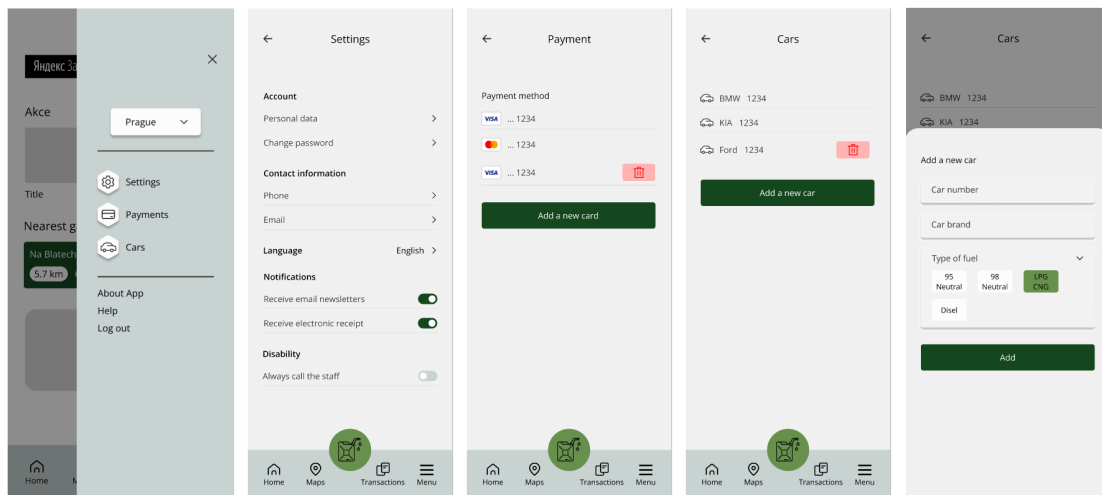 Яндекс За
Akce
Title
Nearest g
Na Blatech
5.7 km
Home
Prague
Settings
Payments
Cars
About App
Help
Log out
Settings
Account
Personal data
Change password
Contact information
Phone
Email
Language English
Notifications
Receive email newsletters
Receive electronic receipt
Disability
Always call the staff
Home Maps Transactions Menu
Payment
Payment method
VISA ... 1234
... 1234
VISA ... 1234
Add a new card
Home Maps Transactions Menu
Cars
BMW 1234
KIA 1234
Ford 1234
Add a new car
Home Maps Transactions Menu
Cars
BMW 1234
KIA 1234
Add a new car
Car number
Car brand
Type of fuel
95 98 LPG
Neutral Neutral CNG
Disel
Add